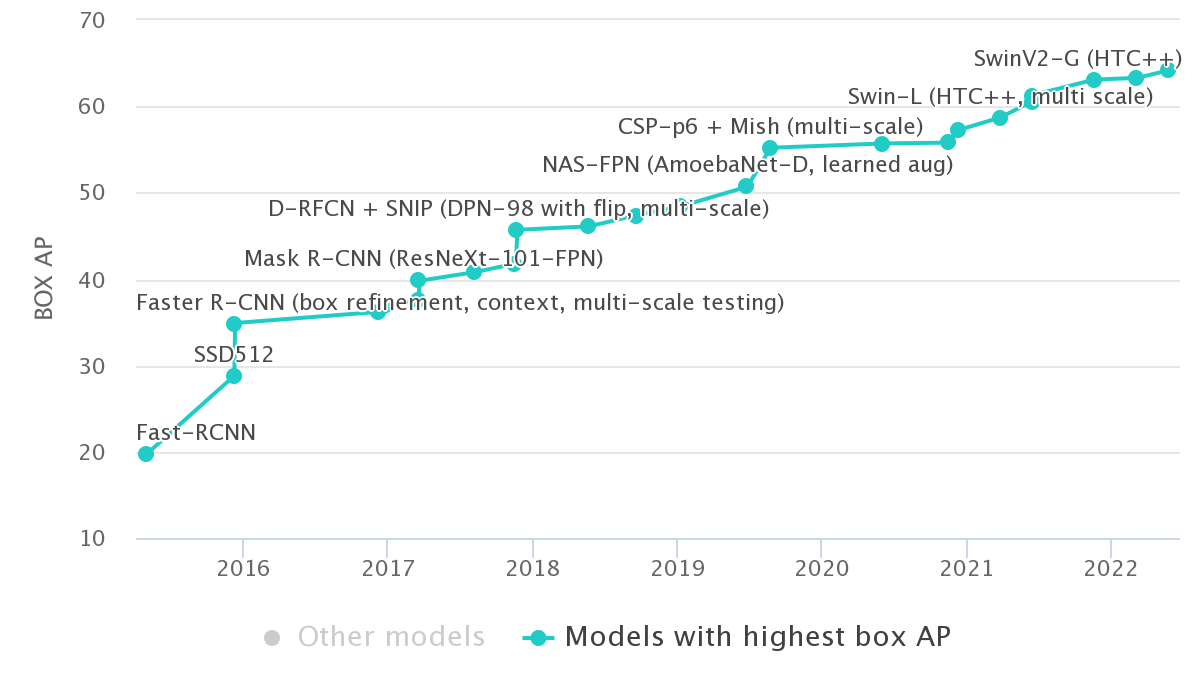 70
SwinV2-G (HTC++)
60
Swin-L (HTC++, multi scale)
CSP-p6 + Mish (multi-scale)
NAS-FPN (AmoebaNet-D, learned aug)
50
D-RFCN + SNIP (DPN-98 with flip, multi-scale)
BOX AP
Mask R-CNN (ResNeXt-101-FPN)
40
Faster R-CNN (box refinement, context, multi-scale testing)
SSD512
30
Fast-RCNN
20
10
2016 2017 2018 2019 2020 2021 2022
Other models Models with highest box AP